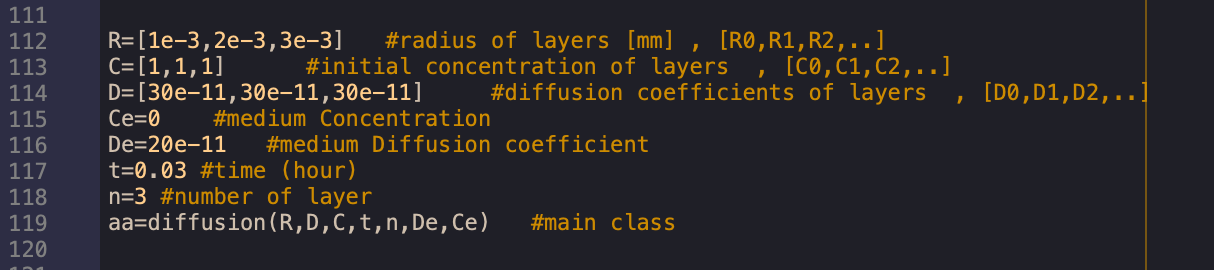 111
112 R=[1e-3,2e-3,3e-3] #radius of layers [mm] , [R0,R1,R2,..]
113 C=[1,1,1] #initial concentration of layers , [C0,C1,C2,..]
114 D=[30e-11,30e-11,30e-11] #diffusion coefficients of layers , [D0,D1,D2,..]
115 Ce=0 #medium Concentration
116 De=20e-11 #medium Diffusion coefficient
117 t=0.03 #time (hour)
118 n=3 #number of layer
119 aa=diffusion(R,D,C,t,n,De,Ce) #main class
120